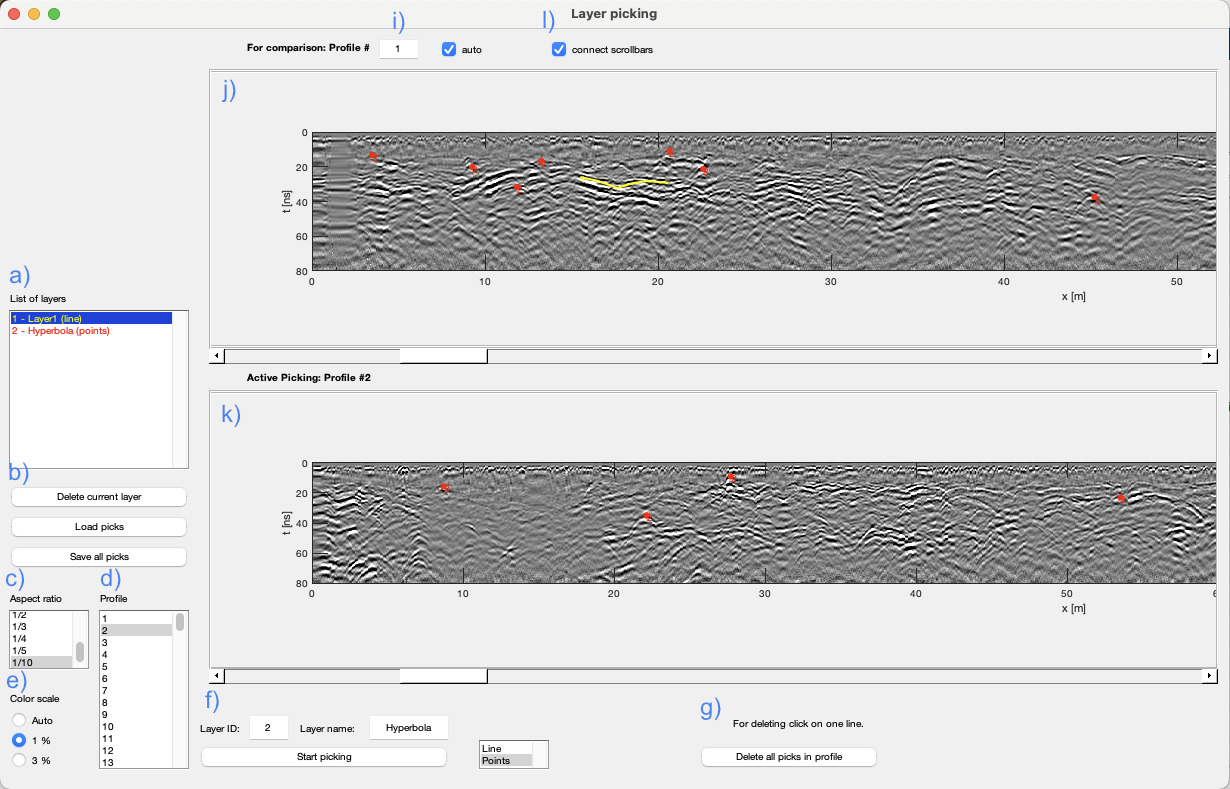 Layer picking
i)
l)
For comparison: Profile # 1 auto connect scrollbars
j)
0
20
40
60
80
t [ns]
0 10 20 30 40 50
x [m]
a)
List of layers
1 - Layer1 (line)
2 - Hyperbola (points)
Active Picking: Profile #2
k)
0
20
40
60
80
t [ns]
0 10 20 30 40 50
x [m]
b)
Delete current layer
Load picks
Save all picks
c)
Aspect ratio
1/2
1/3
1/4
1/5
1/10
d)
Profile
1
2
3
4
5
6
7
8
9
10
11
12
13
e)
Color scale
Auto
1 %
3 %
f)
Layer ID: 2 Layer name: Hyperbola
Start picking
Line
Points
g)
For deleting click on one line.
Delete all picks in profile